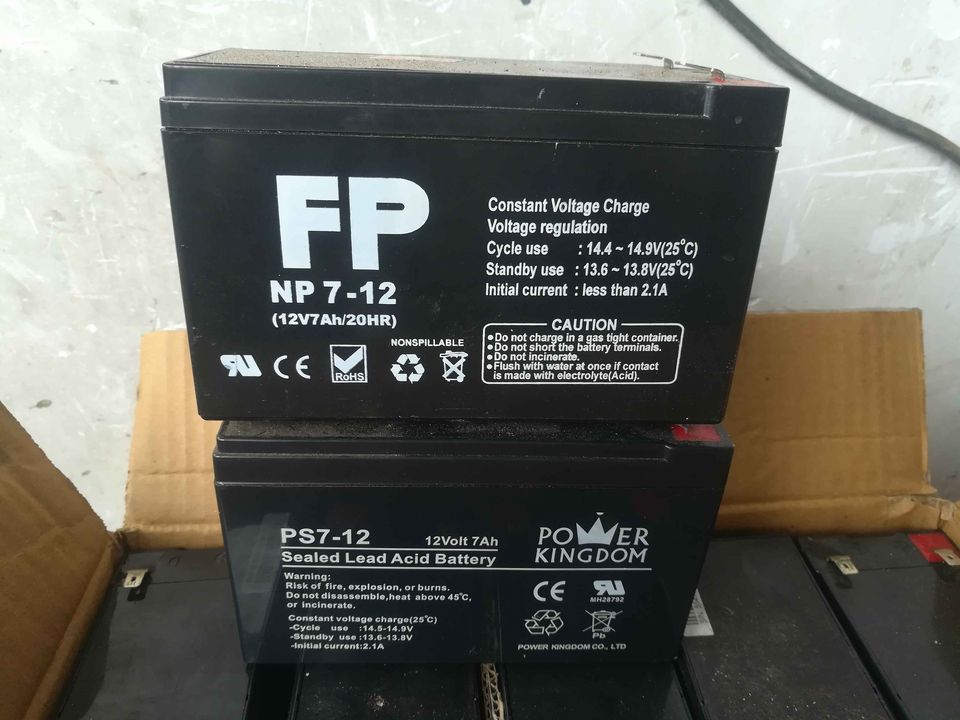 FP
NP 7-12
(12V7Ah/20HR)
Constant Voltage Charge
Voltage regulation
Cycle use : 14.4 ~ 14.9V(25°C)
Standby use : 13.6 ~ 13.8V(25°C)
Initial current : less than 2.1A
NONSPILLABLE
RU CE RoHS
CAUTION
•Do not charge in a gas tight container.
•Do not short the battery terminals.
•Do not incinerate.
•Flush with water at once if contact
is made with electrolyte(Acid).
PS7-12 12Volt 7Ah
Sealed Lead Acid Battery
Warning:
Risk of fire, explosion, or burns.
Do not disassemble,heat above 45°C,
or incinerate.
Constant voltage charge(25°C)
-Cycle use :14.5-14.9V
-Standby use :13.6-13.8V
-Initial current:2.1A
POWER
KINGDOM
CE RU
MH28792
Pb
POWER KINGDOM CO., LTD